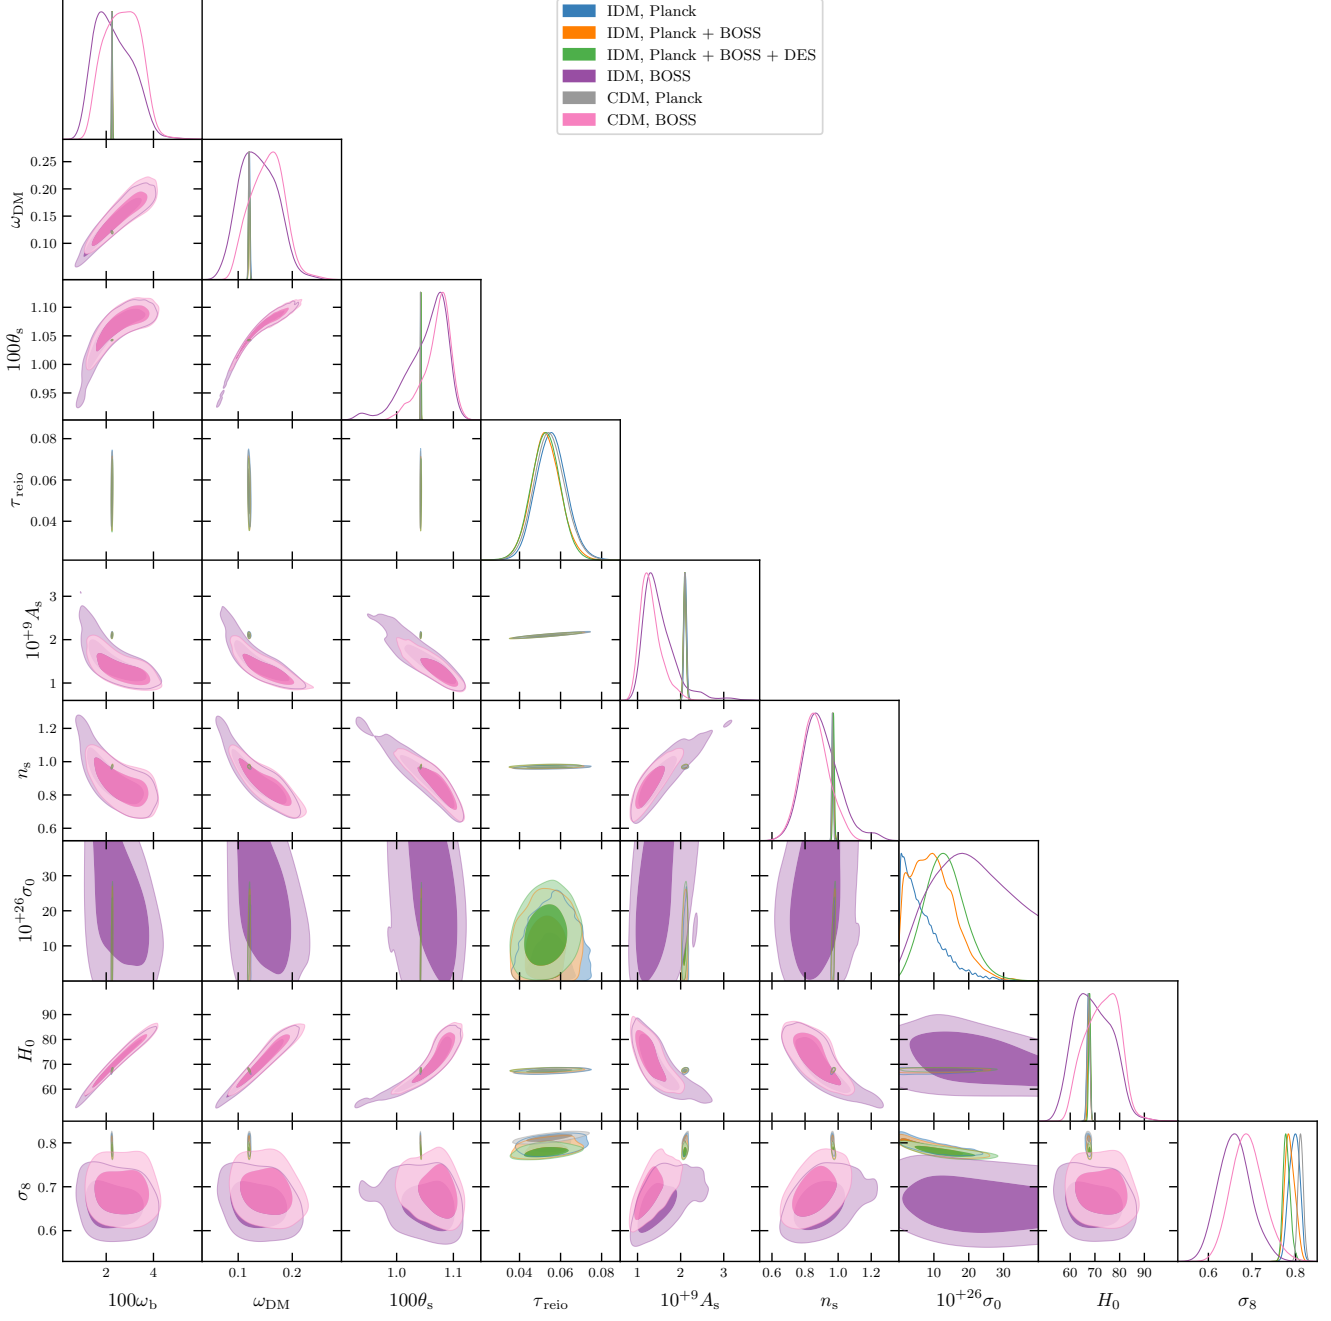 IDM, Planck
IDM, Planck + BOSS
IDM, Planck + BOSS + DES
IDM, BOSS
CDM, Planck
CDM, BOSS
ω_DM
0.25
0.20
0.15
0.10
100θ_s
1.10
1.05
1.00
0.95
τ_reio
0.08
0.06
0.04
10^{+9}A_s
3
2
1
n_s
1.2
1.0
0.8
0.6
10^{+26}σ_0
30
20
10
H_0
90
80
70
60
σ_8
0.8
0.7
0.6
2 4 0.1 0.2 1.0 1.1 0.04 0.06 0.08 1 2 3 0.6 0.8 1.0 1.2 10 20 30 60 70 80 90 0.6 0.7 0.8
100ω_b ω_DM 100θ_s τ_reio 10^{+9}A_s n_s 10^{+26}σ_0 H_0 σ_8